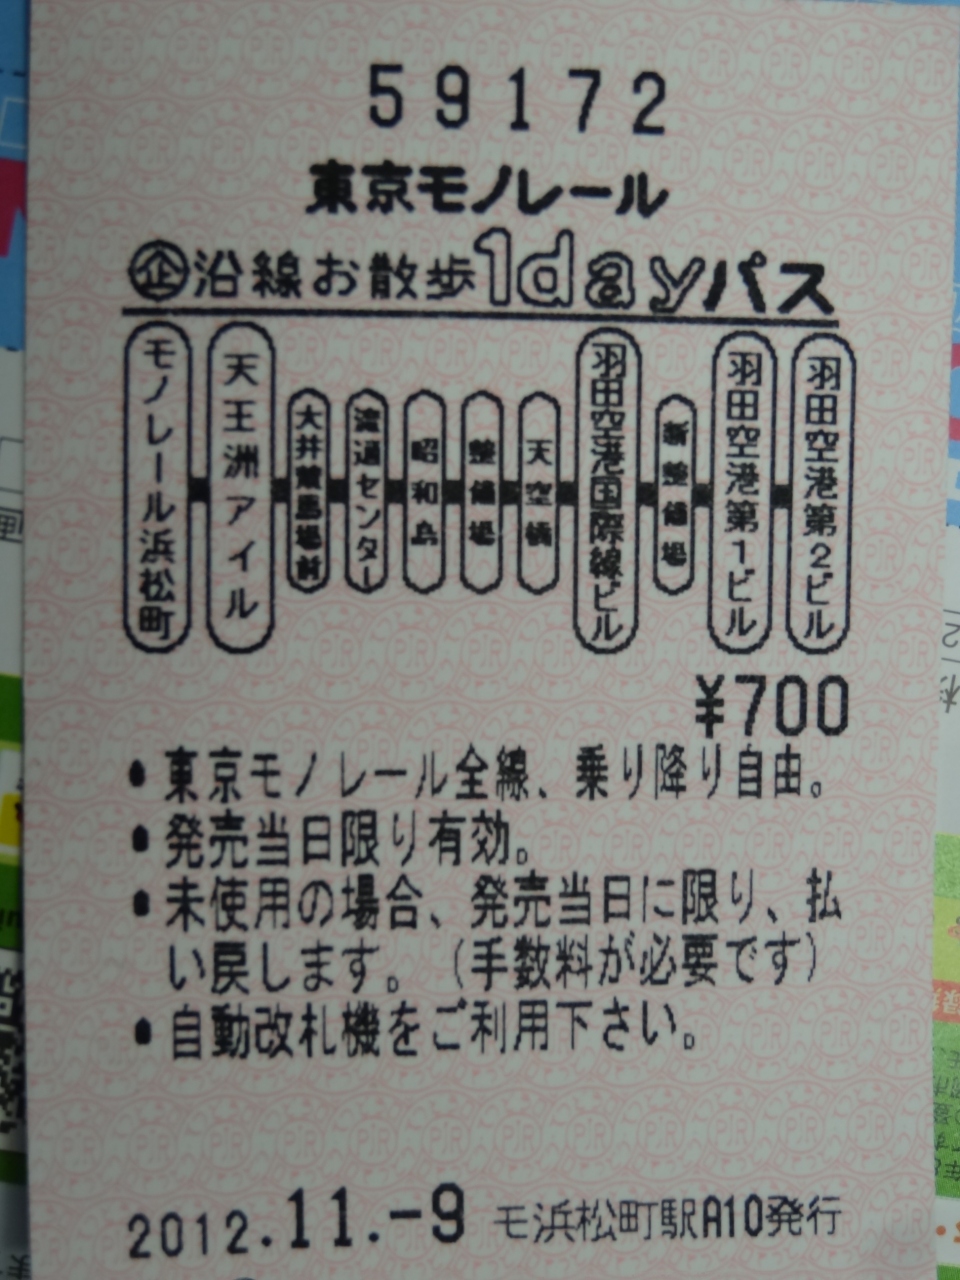 59172
東京モノレール
㊭沿線お散歩1dayパス
モノレール浜松町
天王洲アイル
大井競馬場前
流通センター
昭和島
整備場
天空橋
羽田空港国際線ビル
新整備場
羽田空港第1ビル
羽田空港第2ビル
¥700
•東京モノレール全線、乗り降り自由。
•発売当日限り有効。
•未使用の場合、発売当日に限り、払
い戻しします。(手数料が必要です)
•自動改札機をご利用下さい。
2012.11.-9 モ浜松町駅A10発行